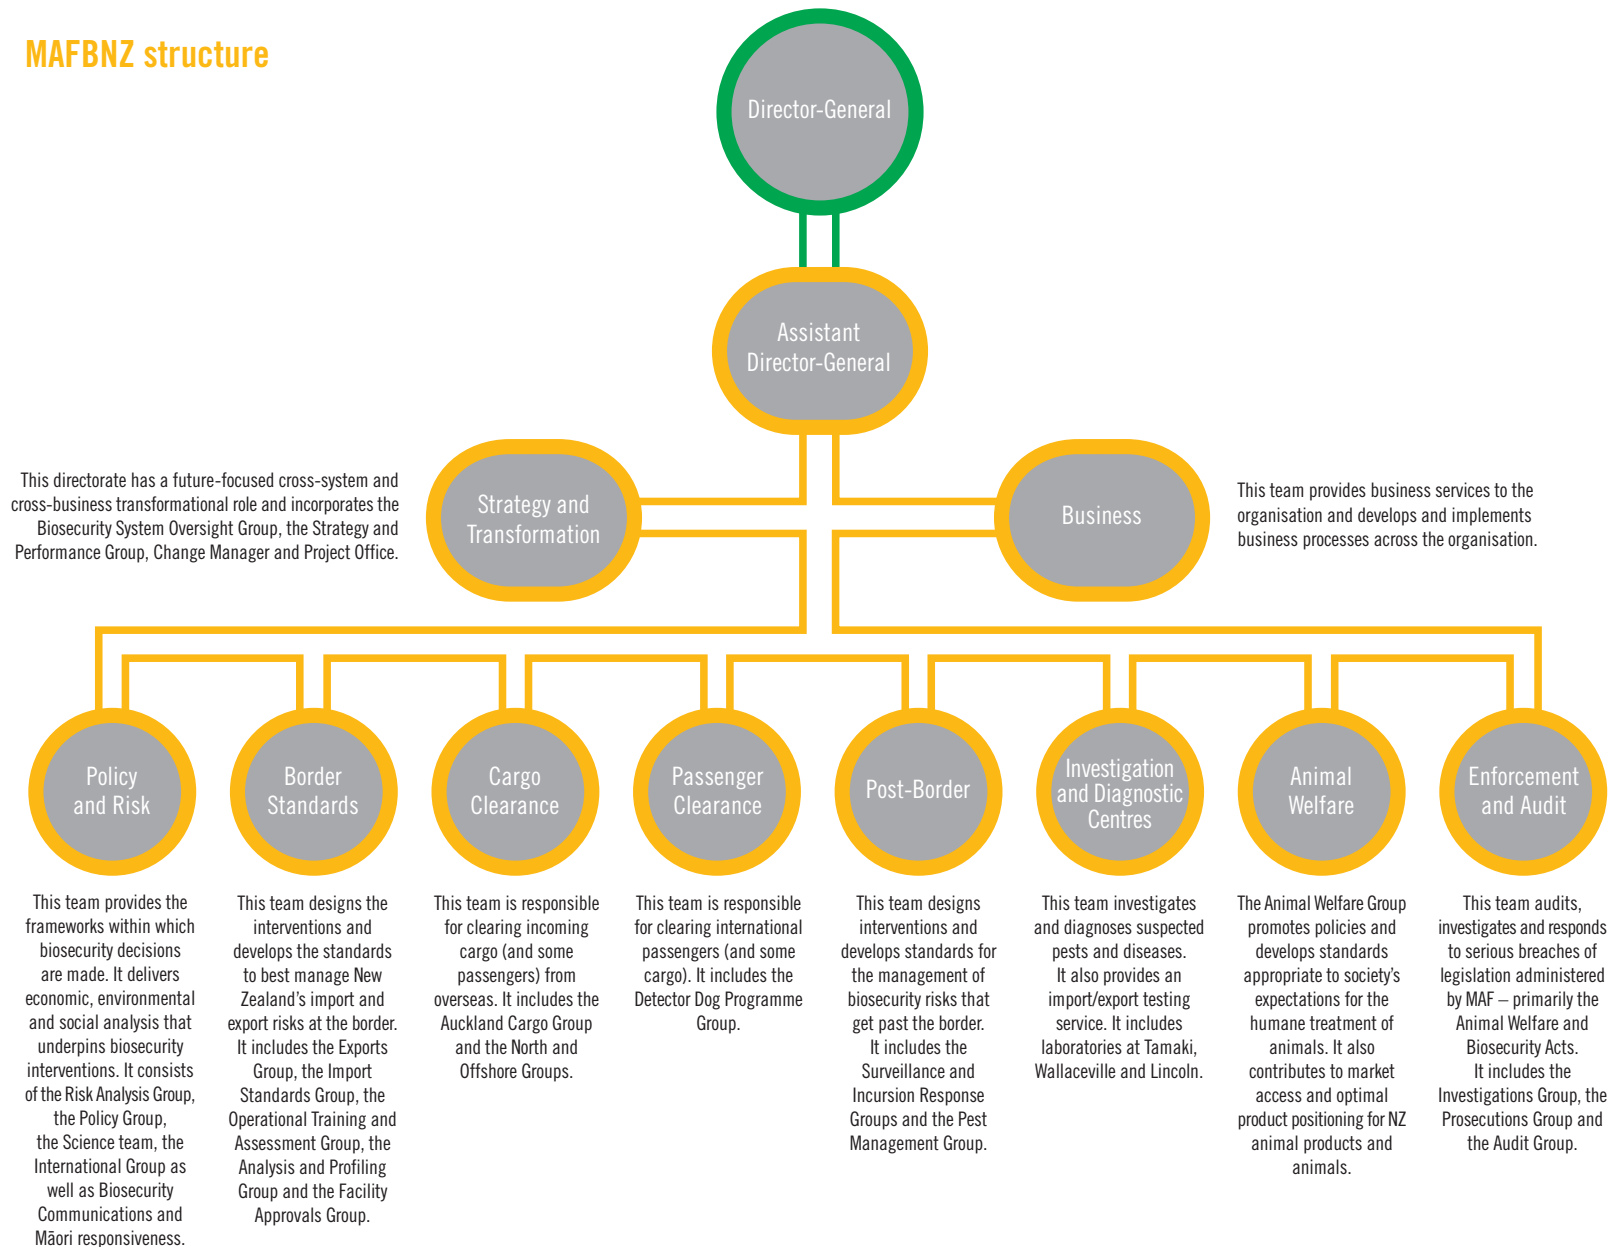 MAFBNZ structure
Director-General
Assistant
Director-General
This directorate has a future-focused cross-system and
cross-business transformational role and incorporates the
Biosecurity System Oversight Group, the Strategy and
Performance Group, Change Manager and Project Office.
Strategy and
Transformation
Business
This team provides business services to the
organisation and develops and implements
business processes across the organisation.
Policy
and Risk
This team provides the
frameworks within which
biosecurity decisions
are made. It delivers
economic, environmental
and social analysis that
underpins biosecurity
interventions. It consists
of the Risk Analysis Group,
the Policy Group,
the Science team, the
International Group as
well as Biosecurity
Communications and
Māori responsiveness.
Border
Standards
This team designs the
interventions and
develops the standards
to best manage New
Zealand’s import and
export risks at the border.
It includes the Exports
Group, the Import
Standards Group, the
Operational Training and
Assessment Group, the
Analysis and Profiling
Group and the Facility
Approvals Group.
Cargo
Clearance
This team is responsible
for clearing incoming
cargo (and some
passengers) from
overseas. It includes the
Auckland Cargo Group
and the North and
Offshore Groups.
Passenger
Clearance
This team is responsible
for clearing international
passengers (and some
cargo). It includes the
Detector Dog Programme
Group.
Post-Border
This team designs
interventions and
develops standards for
the management of
biosecurity risks that
get past the border.
It includes the
Surveillance and
Incursion Response
Groups and the Pest
Management Group.
Investigation
and Diagnostic
Centres
This team investigates
and diagnoses suspected
pests and diseases.
It also provides an
import/export testing
service. It includes
laboratories at Tamaki,
Wallaceville and Lincoln.
Animal
Welfare
The Animal Welfare Group
promotes policies and
develops standards
appropriate to society’s
expectations for the
humane treatment of
animals. It also
contributes to market
access and optimal
product positioning for NZ
animal products and
animals.
Enforcement
and Audit
This team audits,
investigates and responds
to serious breaches of
legislation administered
by MAF – primarily the
Animal Welfare and
Biosecurity Acts.
It includes the
Investigations Group, the
Prosecutions Group and
the Audit Group.